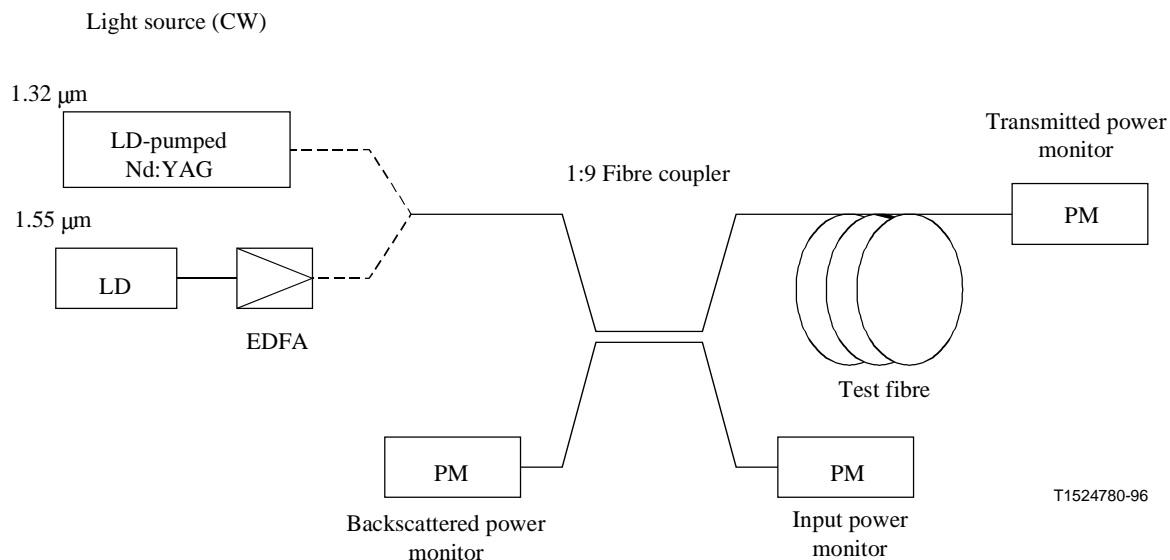 Light source (CW)
1.32 μm
LD-pumped
Nd:YAG
1.55 μm
LD
EDFA
1:9 Fibre coupler
Transmitted power
monitor
PM
Test fibre
PM
Backscattered power
monitor
PM
Input power
monitor
T1524780-96